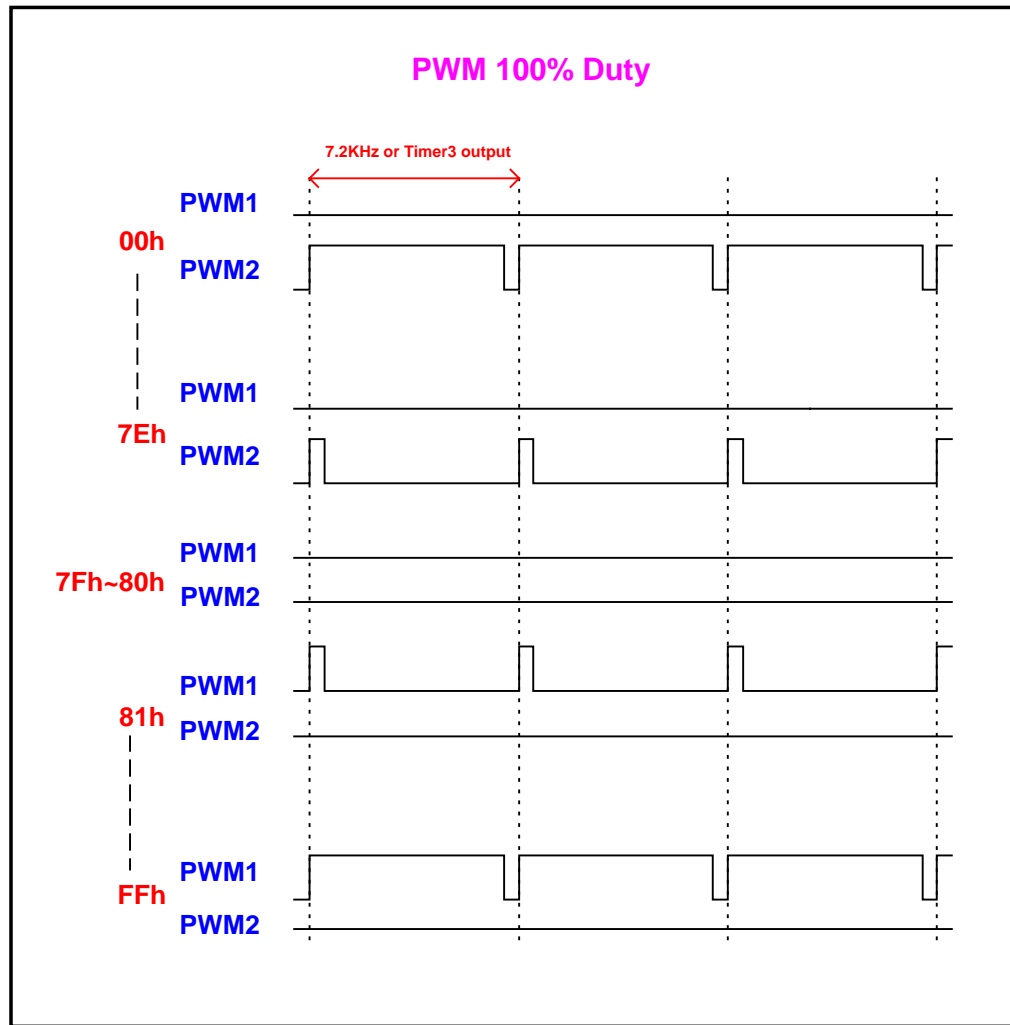 PWM 100% Duty
7.2KHz or Timer3 output
PWM1
00h
PWM2
PWM1
7Eh
PWM2
PWM1
7Fh~80h
PWM2
PWM1
81h
PWM2
PWM1
FFh
PWM2